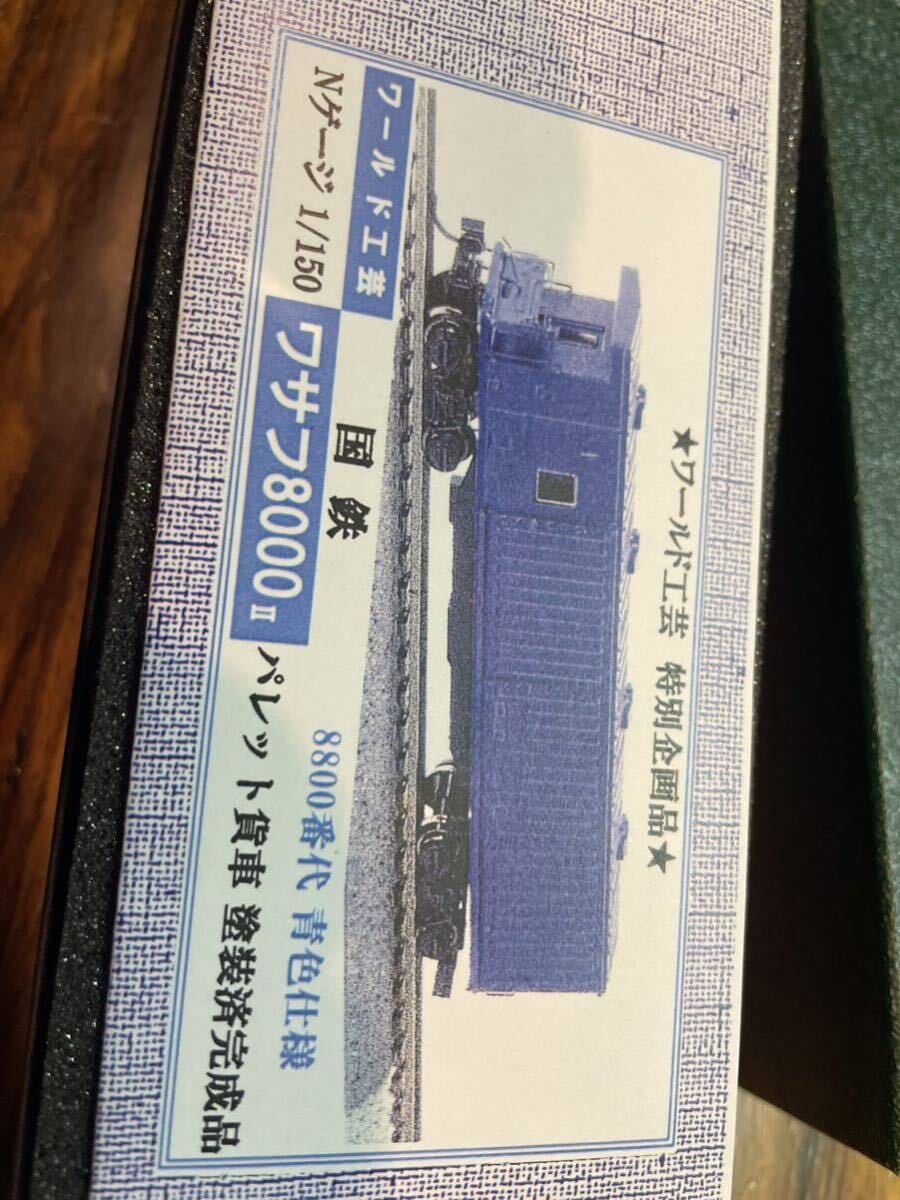 ★ワールド工芸 特別企画品★
ワールド工芸
Nゲージ 1/150
国鉄
ワサフ8000 II
8800番代 青色仕様
パレット貨車 塗装済完成品